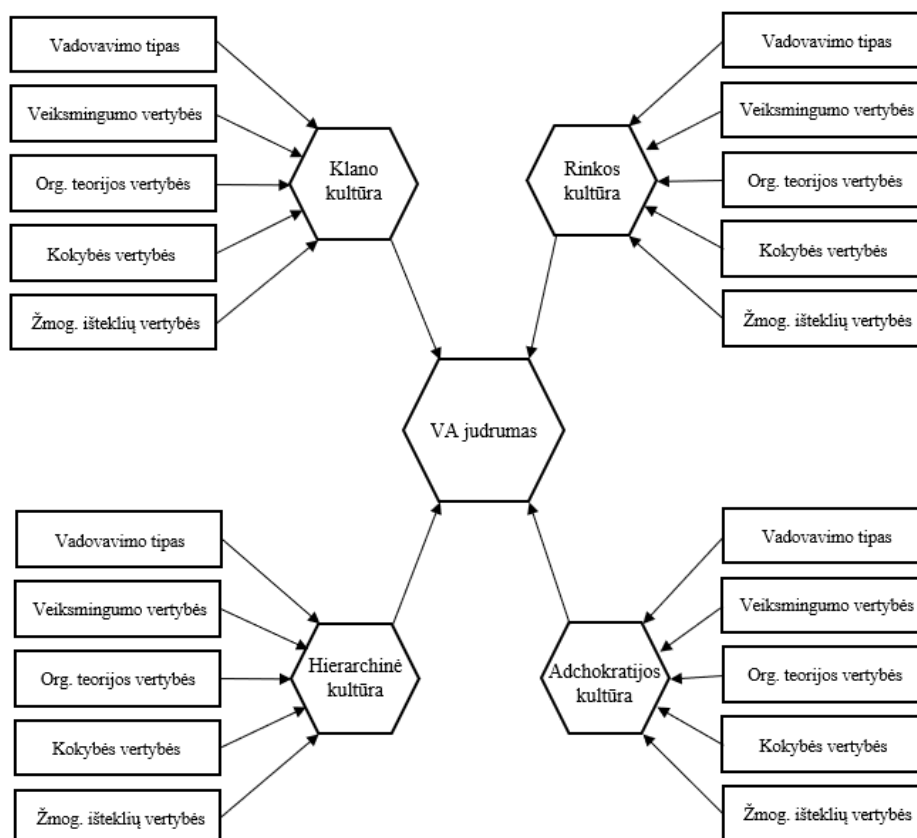 Vadovavimo tipas
Veiksmingumo vertybės
Org. teorijos vertybės
Kokybės vertybės
Žmog. išteklių vertybės
Klano
kultūra
Vadovavimo tipas
Veiksmingumo vertybės
Org. teorijos vertybės
Kokybės vertybės
Žmog. išteklių vertybės
Rinkos
kultūra
VA judrumas
Vadovavimo tipas
Veiksmingumo vertybės
Org. teorijos vertybės
Kokybės vertybės
Žmog. išteklių vertybės
Hierarchinė
kultūra
Vadovavimo tipas
Veiksmingumo vertybės
Org. teorijos vertybės
Kokybės vertybės
Žmog. išteklių vertybės
Adchokratijos
kultūra